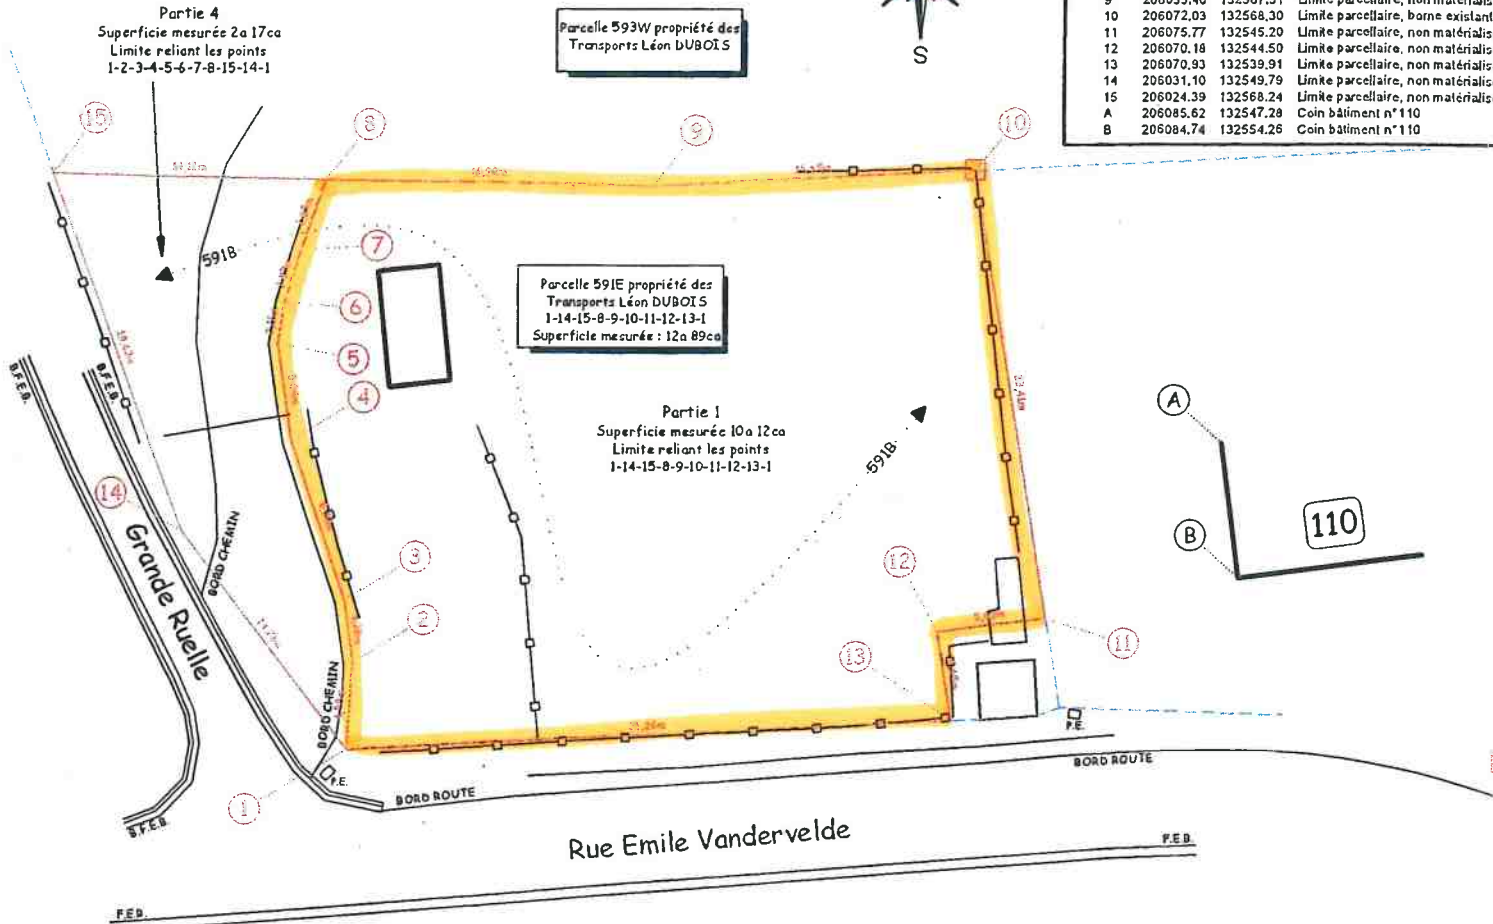 Partie 4
Superficie mesurée 2a 17ca
Limite reliant les points
1-2-3-4-5-6-7-8-15-14-1
Parcelle 593W propriété des
Transports Léon DUBOIS
S
10 206072,03 132568,30 Limite parcellaire, borne existant
11 206075.77 132545.20 Limite parcellaire, non matérialis
12 206070.18 132544.50 Limite parcellaire, non matérialis
13 206070,93 132539,91 Limite parcellaire, non matérialis
14 206031,10 132549,79 Limite parcellaire, non matérialis
15 206024.39 132568.24 Limite parcellaire, non matérialis
A 206085.62 132547.28 Coin bâtiment n°110
B 206084,74 132554.26 Coin bâtiment n°110
15
8
9
10
591B
7
6
5
4
Parcelle 591E propriété des
Transports Léon DUBOIS
1-14-15-8-9-10-11-12-13-1
Superficie mesurée : 12a 89ca
Partie 1
Superficie mesurée 10a 12ca
Limite reliant les points
1-14-15-8-9-10-11-12-13-1
591B
A
B
110
B.F.E.B.
B.F.E.B.
14
Grande Ruelle
BORD CHEMIN
BORD CHEMIN
3
2
12
11
13
P.E.
P.E.
1
B.F.E.B.
BORD ROUTE
BORD ROUTE
Rue Emile Vandervelde
F.E.B.
F.E.B.